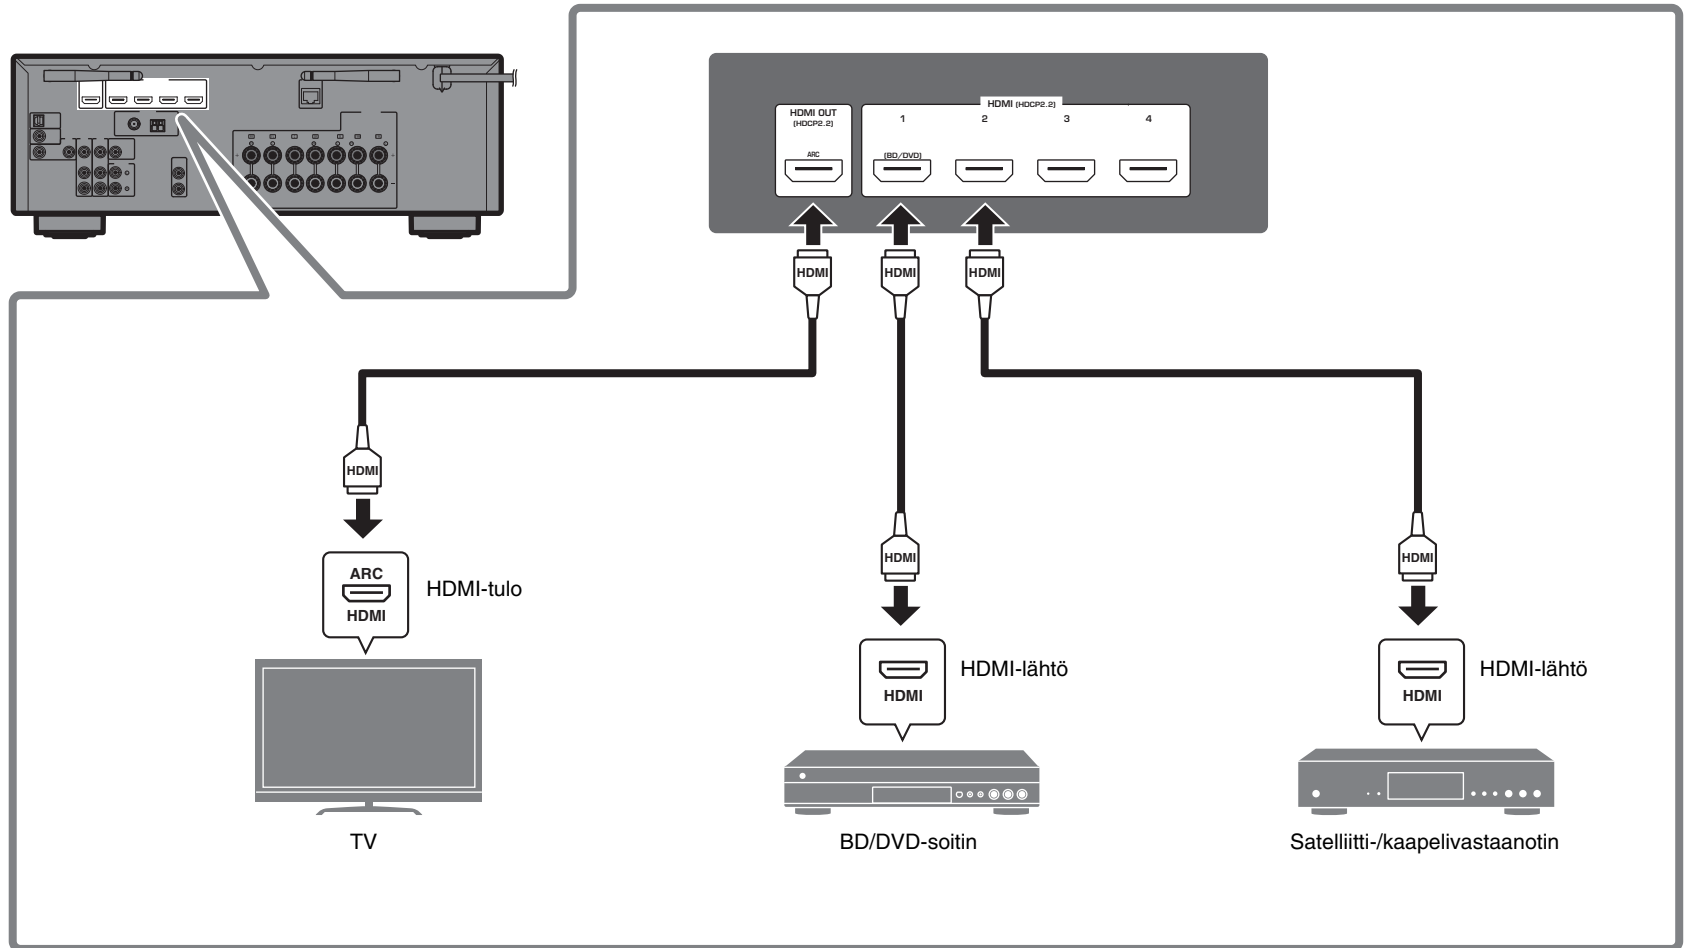 HDMI OUT
(HDCP2.2)
ARC
HDMI (HDCP2.2)
1 2 3 4
(BD/DVD)
HDMI HDMI HDMI
HDMI
ARC
HDMI
HDMI-tulo
TV
HDMI
HDMI
HDMI-lähtö
BD/DVD-soitin
HDMI
HDMI
HDMI-lähtö
Satelliitti-/kaapelivastaanotin